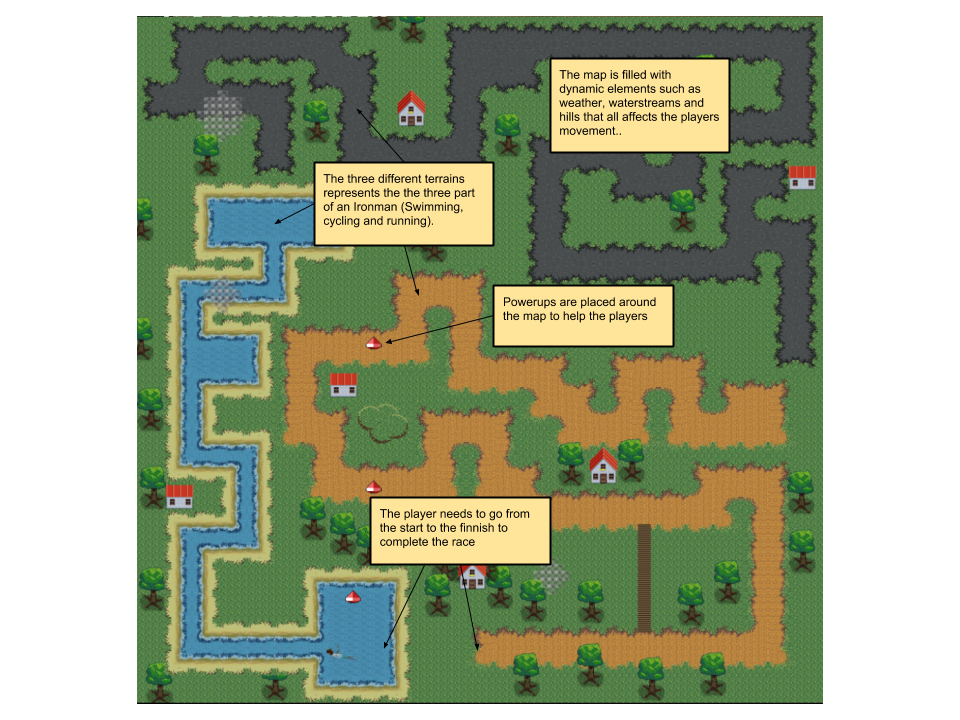 The map is filled with
dynamic elements such as
weather, waterstreams and
hills that all affects the players
movement..
The three different terrains
represents the the three part
of an Ironman (Swimming,
cycling and running).
Powerups are placed around
the map to help the players
The player needs to go from
the start to the finnish to
complete the race